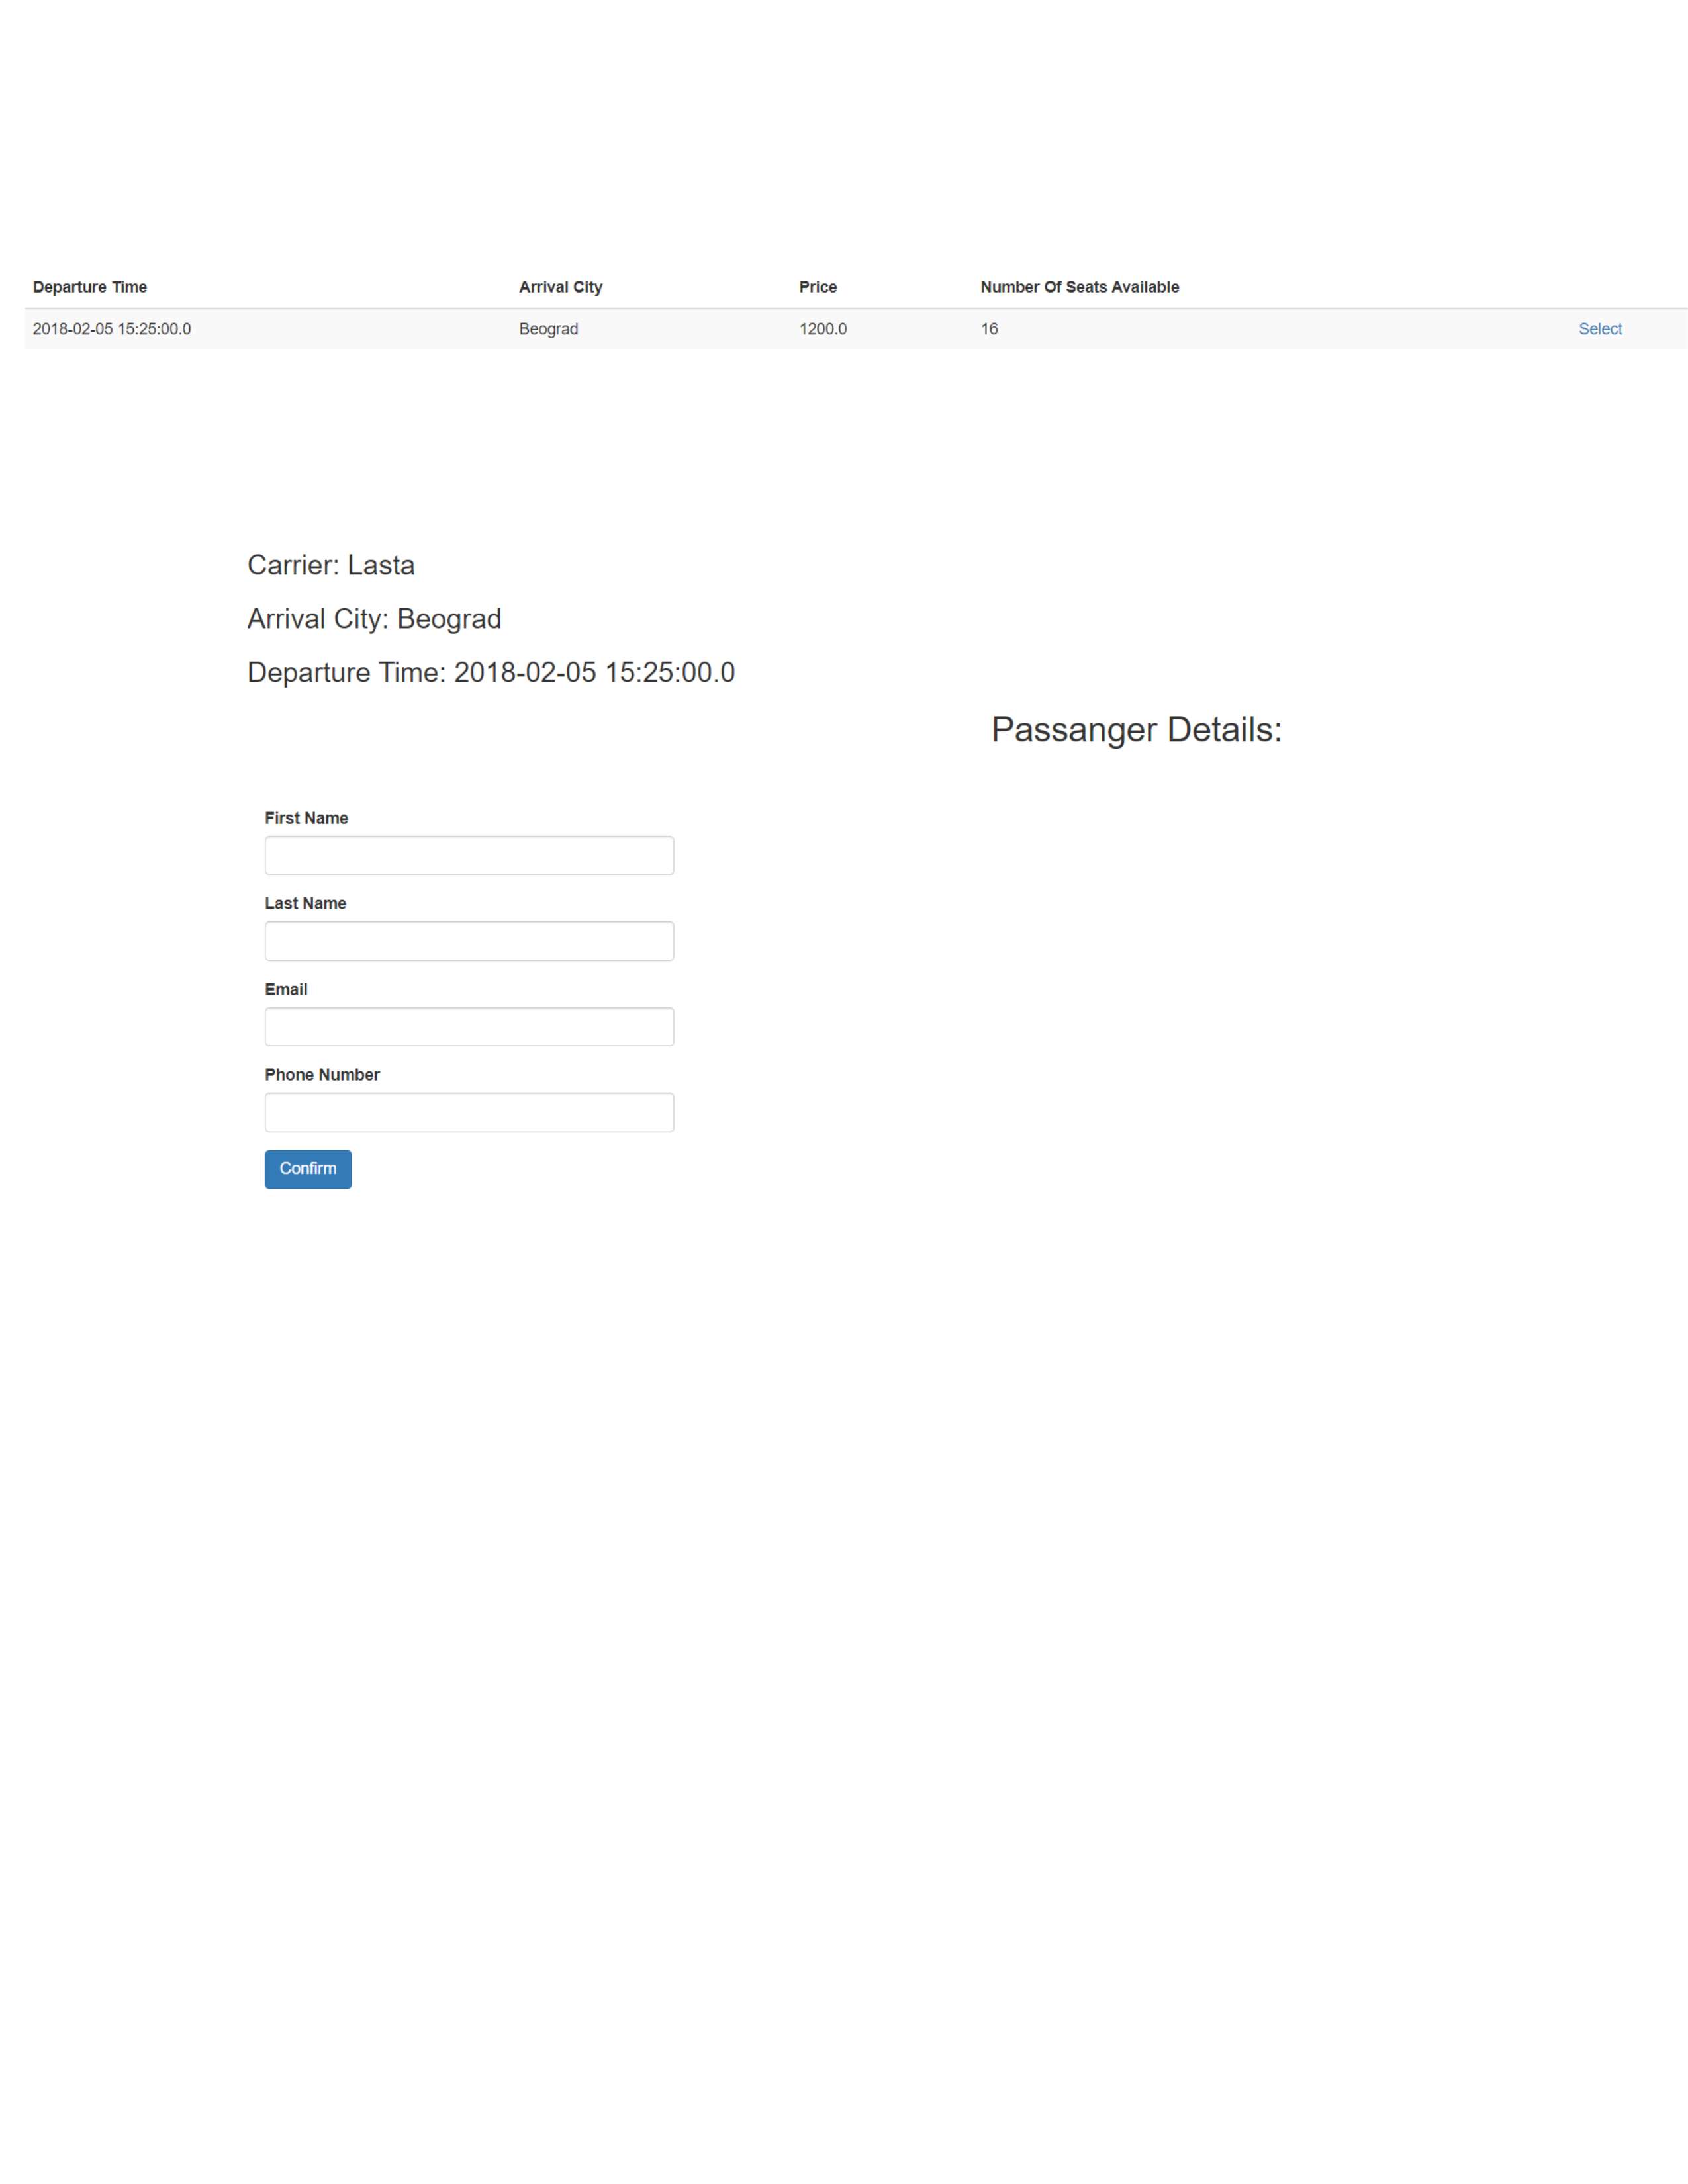 Departure Time Arrival City Price Number Of Seats Available
2018-02-05 15:25:00.0 Beograd 1200.0 16 Select
Carrier: Lasta
Arrival City: Beograd
Departure Time: 2018-02-05 15:25:00.0
Passanger Details:
First Name
Last Name
Email
Phone Number
Confirm